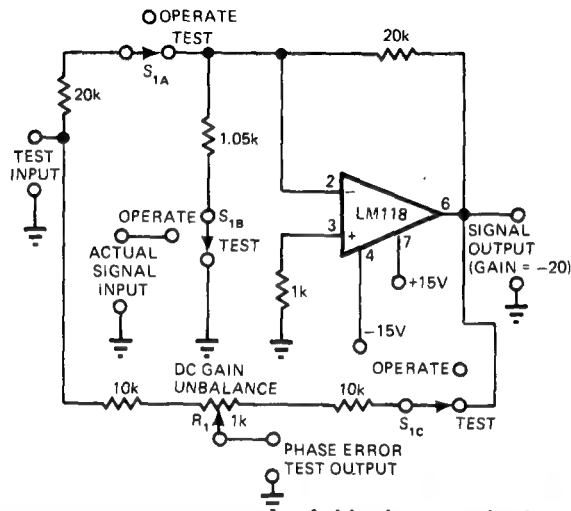 OPERATE
TEST
S1A
20k
20k
1.05k
TEST
INPUT
2
−
LM118
6
3
+
4
7
OPERATE
S1B
TEST
ACTUAL
SIGNAL
INPUT
1k
+15V
−15V
SIGNAL
OUTPUT
(GAIN = −20)
OPERATE
DC GAIN
UNBALANCE
10k
R1
1k
10k
S1C
TEST
PHASE ERROR
TEST OUTPUT